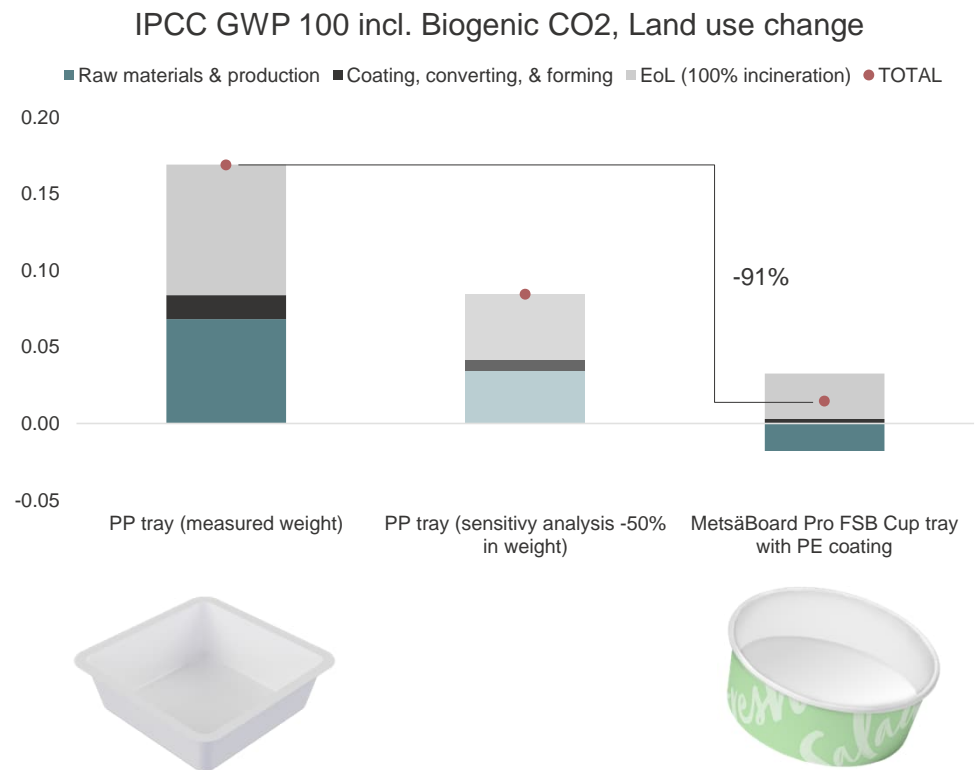 IPCC GWP 100 incl. Biogenic CO2, Land use change
Raw materials & production Coating, converting, & forming EoL (100% incineration) TOTAL
0.20
0.15
0.10
0.05
0.00
-0.05
-91%
PP tray (measured weight)
PP tray (sensitivy analysis -50%
in weight)
MetsäBoard Pro FSB Cup tray
with PE coating